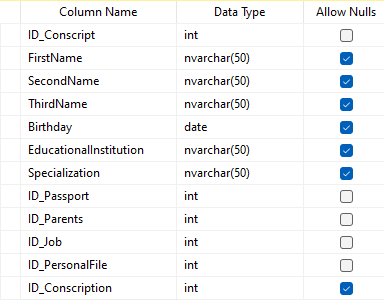 Column Name Data Type Allow Nulls
ID_Conscript int
FirstName nvarchar(50)
SecondName nvarchar(50)
ThirdName nvarchar(50)
Birthday date
EducationalInstitution nvarchar(50)
Specialization nvarchar(50)
ID_Passport int
ID_Parents int
ID_Job int
ID_PersonalFile int
ID_Conscription int